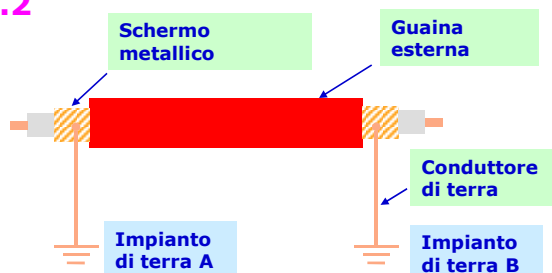 .2
Schermo
metallico
Guaina
esterna
Conduttore
di terra
Impianto
di terra A
Impianto
di terra B